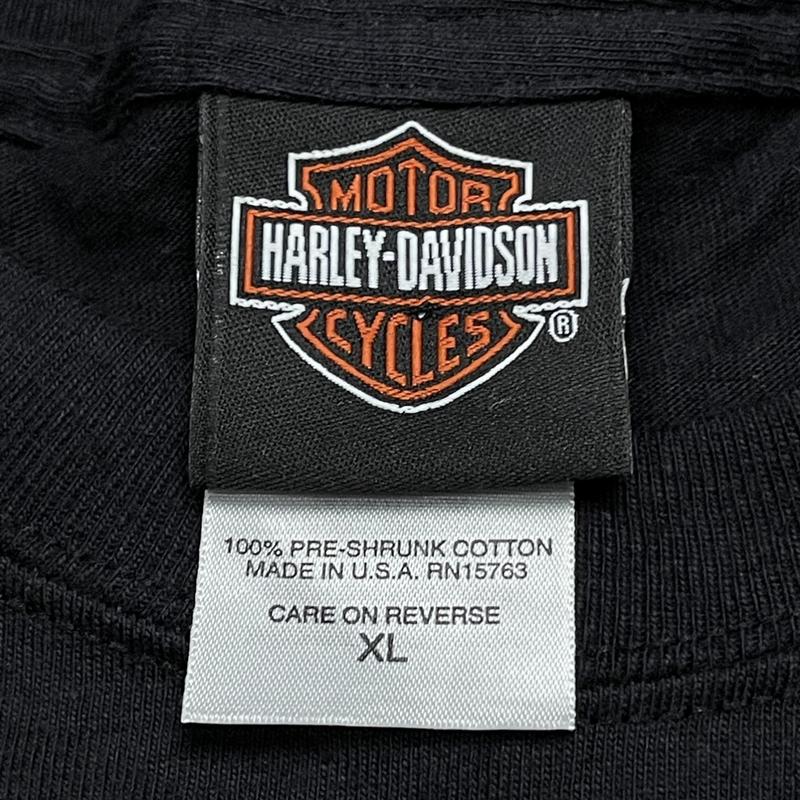 MOTOR
HARLEY-DAVIDSON
CYCLES
®
100% PRE-SHRUNK COTTON
MADE IN U.S.A. RN15763
CARE ON REVERSE
XL